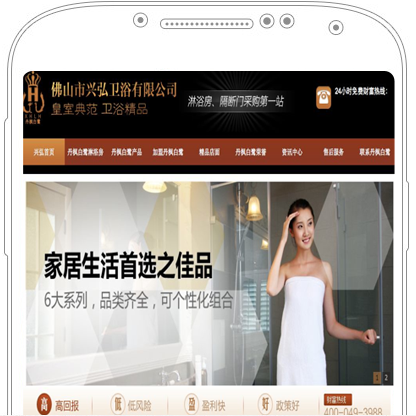 佛山市兴弘卫浴有限公司
皇室典范 卫浴精品
淋浴房、隔断门采购第一站
24小时免费财富热线：
兴弘首页 丹枫白鹭淋浴房 丹枫白鹭产品 加盟丹枫白鹭 精品店面 丹枫白鹭荣誉 资讯中心 售后服务 联系丹枫白鹭
家居生活首选之佳品
6大系列，品类齐全，可个性化组合
1 2
高 高回报 低 低风险 盈 盈利快 好 政策好
财富热线
400-049-3988